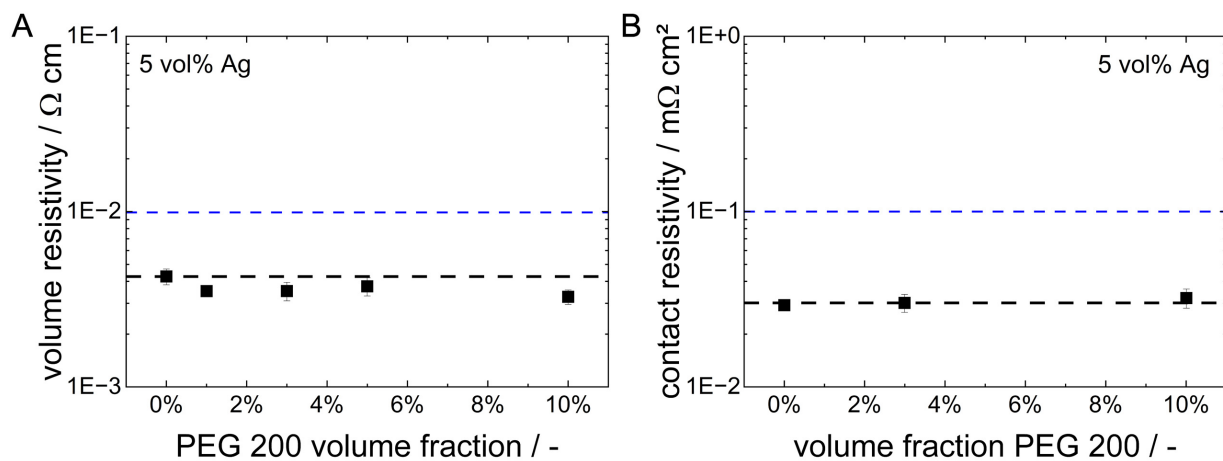 A
volume resistivity / Ω cm
1E−1
1E−2
1E−3
5 vol% Ag
0% 2% 4% 6% 8% 10%
PEG 200 volume fraction / -
B
contact resistivity / mΩ cm²
1E+0
1E−1
1E−2
5 vol% Ag
0% 2% 4% 6% 8% 10%
volume fraction PEG 200 / -